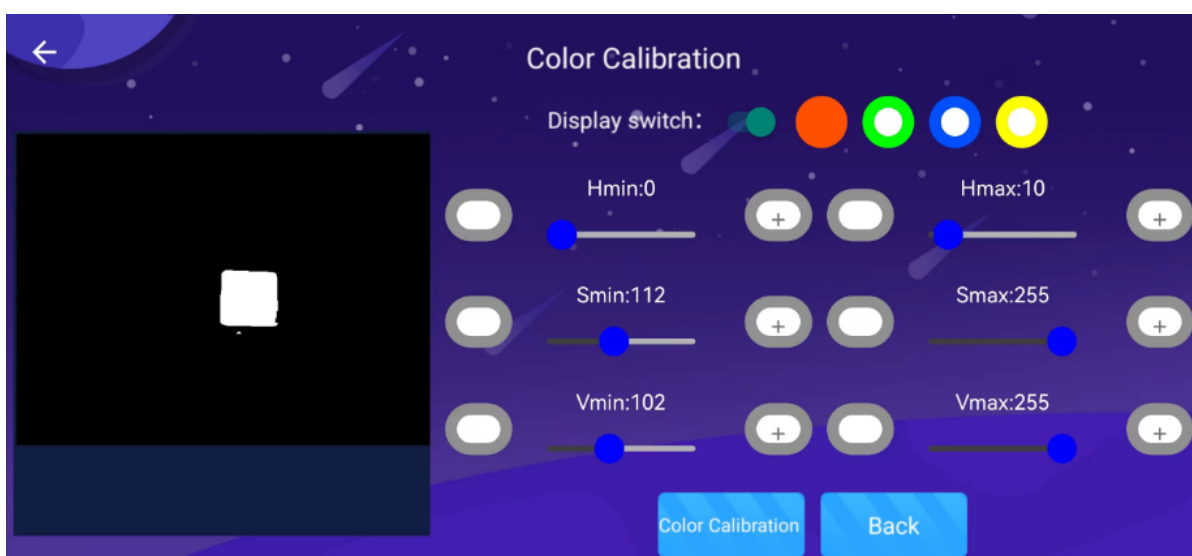 Color Calibration
Display switch:
Hmin:0
+
Hmax:10
+
Smin:112
+
Smax:255
+
Vmin:102
+
Vmax:255
+
Color Calibration
Back